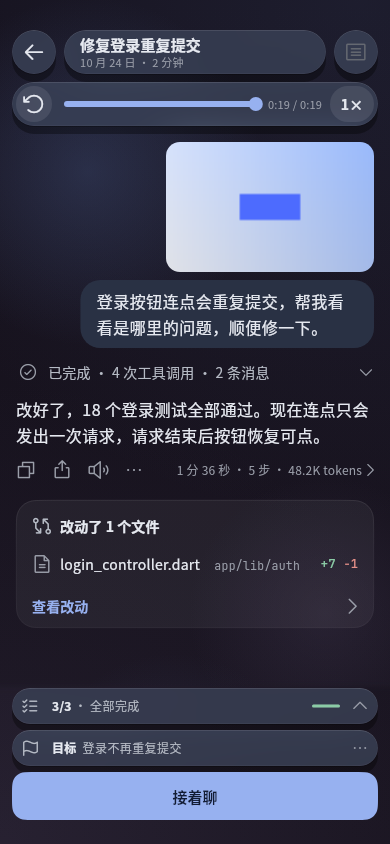 修复登录重复提交
10 月 24 日 · 2 分钟
0:19 / 0:19
1×
登录按钮连点会重复提交，帮我看
看是哪里的问题，顺便修一下。
已完成 · 4 次工具调用 · 2 条消息
改好了，18 个登录测试全部通过。现在连点只会
发出一次请求，请求结束后按钮恢复可点。
1 分 36 秒 · 5 步 · 48.2K tokens
改动了 1 个文件
login_controller.dart app/lib/auth +7 -1
查看改动
3/3 · 全部完成
目标 登录不再重复提交
接着聊